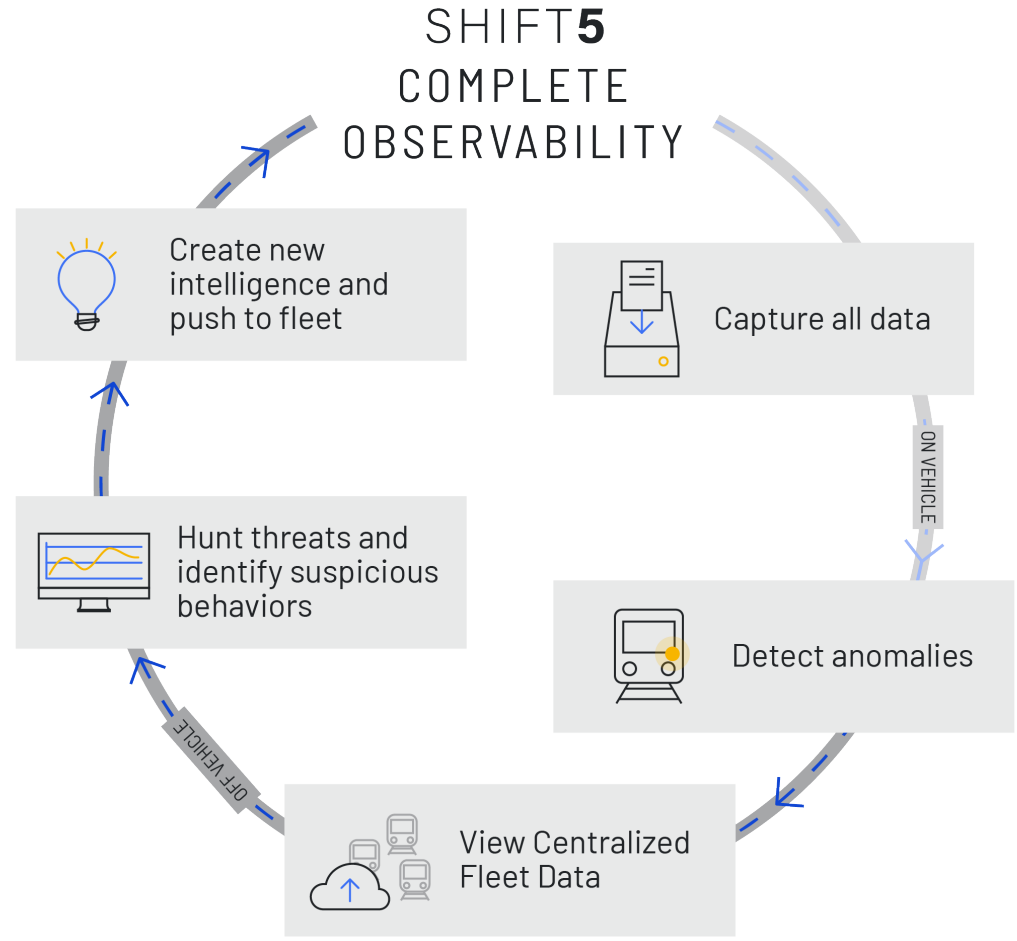 SHIFT5
COMPLETE
OBSERVABILITY
Capture all data
ON VEHICLE
Detect anomalies
View Centralized
Fleet Data
OFF VEHICLE
Hunt threats and
identify suspicious
behaviors
Create new
intelligence and
push to fleet